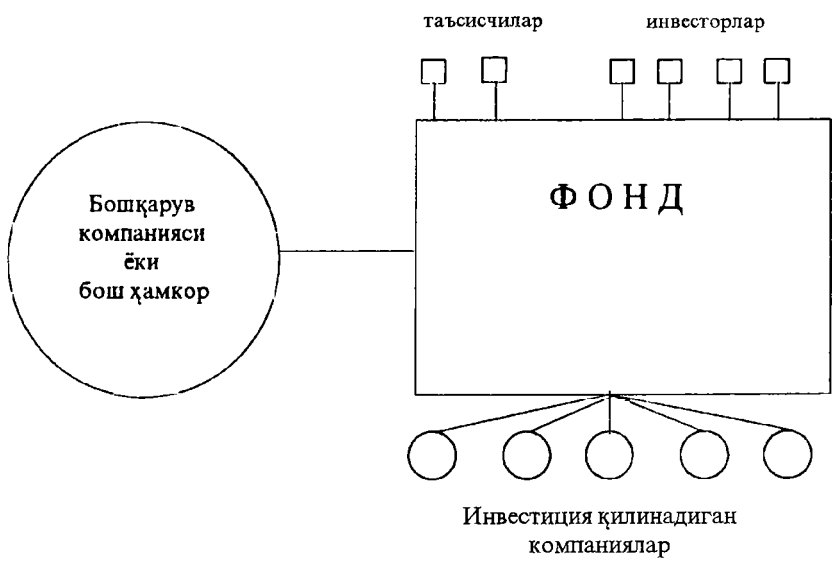 таъсисчилар
инвесторлар
ФОНД
Бошқарув
компанияси
ёки
бош ҳамкор
Инвестиция қилинадиган
компаниялар